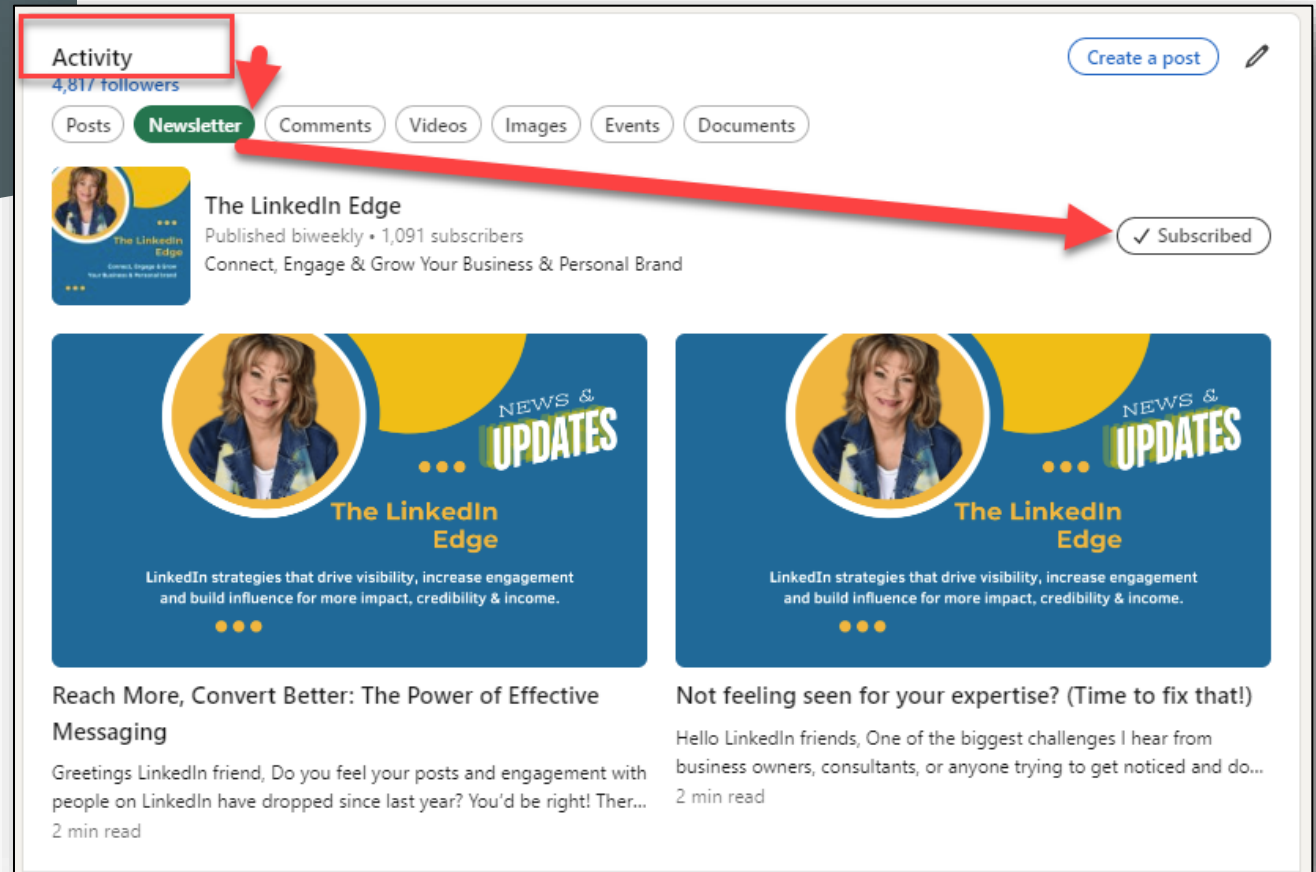 Activity
Create a post
4,817 followers
Posts
Newsletter
Comments
Videos
Images
Events
Documents
The LinkedIn
Edge
Connect, Engage & Grow
Your Business & Personal Brand
The LinkedIn Edge
Published biweekly • 1,091 subscribers
Connect, Engage & Grow Your Business & Personal Brand
✓ Subscribed
NEWS &
UPDATES
The LinkedIn
Edge
LinkedIn strategies that drive visibility, increase engagement
and build influence for more impact, credibility & income.
Reach More, Convert Better: The Power of Effective
Messaging
Greetings LinkedIn friend, Do you feel your posts and engagement with
people on LinkedIn have dropped since last year? You'd be right! Ther...
2 min read
NEWS &
UPDATES
The LinkedIn
Edge
LinkedIn strategies that drive visibility, increase engagement
and build influence for more impact, credibility & income.
Not feeling seen for your expertise? (Time to fix that!)
Hello LinkedIn friends, One of the biggest challenges I hear from
business owners, consultants, or anyone trying to get noticed and do...
2 min read